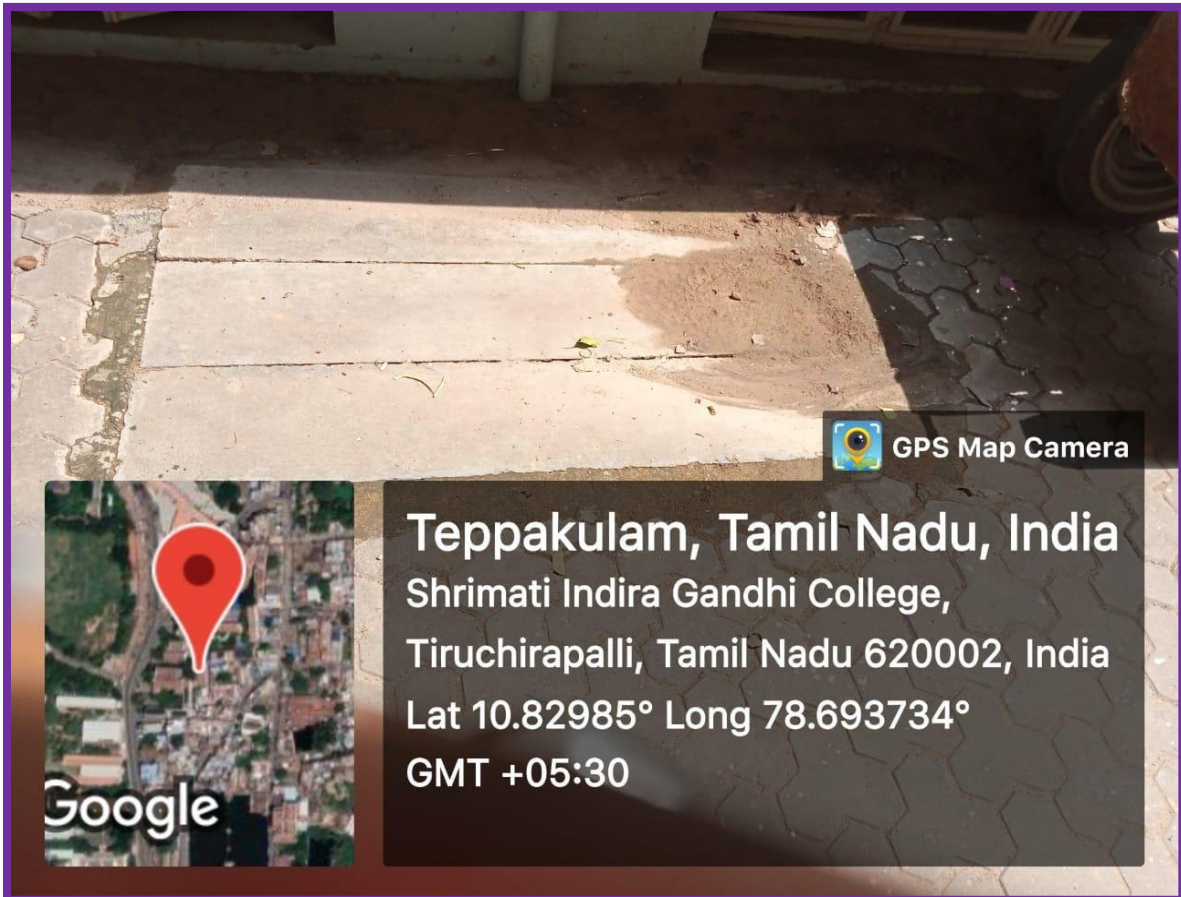 GPS Map Camera
Teppakulam, Tamil Nadu, India
Shrimati Indira Gandhi College,
Tiruchirapalli, Tamil Nadu 620002, India
Lat 10.82985° Long 78.693734°
GMT +05:30
Google